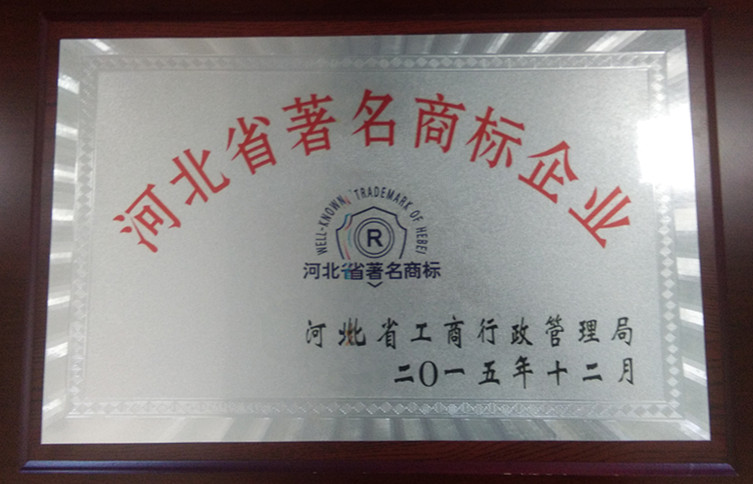 河北省著名商标企业
WELL-KNOWN TRADEMARK OF HEBEI
R
河北省著名商标
河北省工商行政管理局
二〇一五年十二月